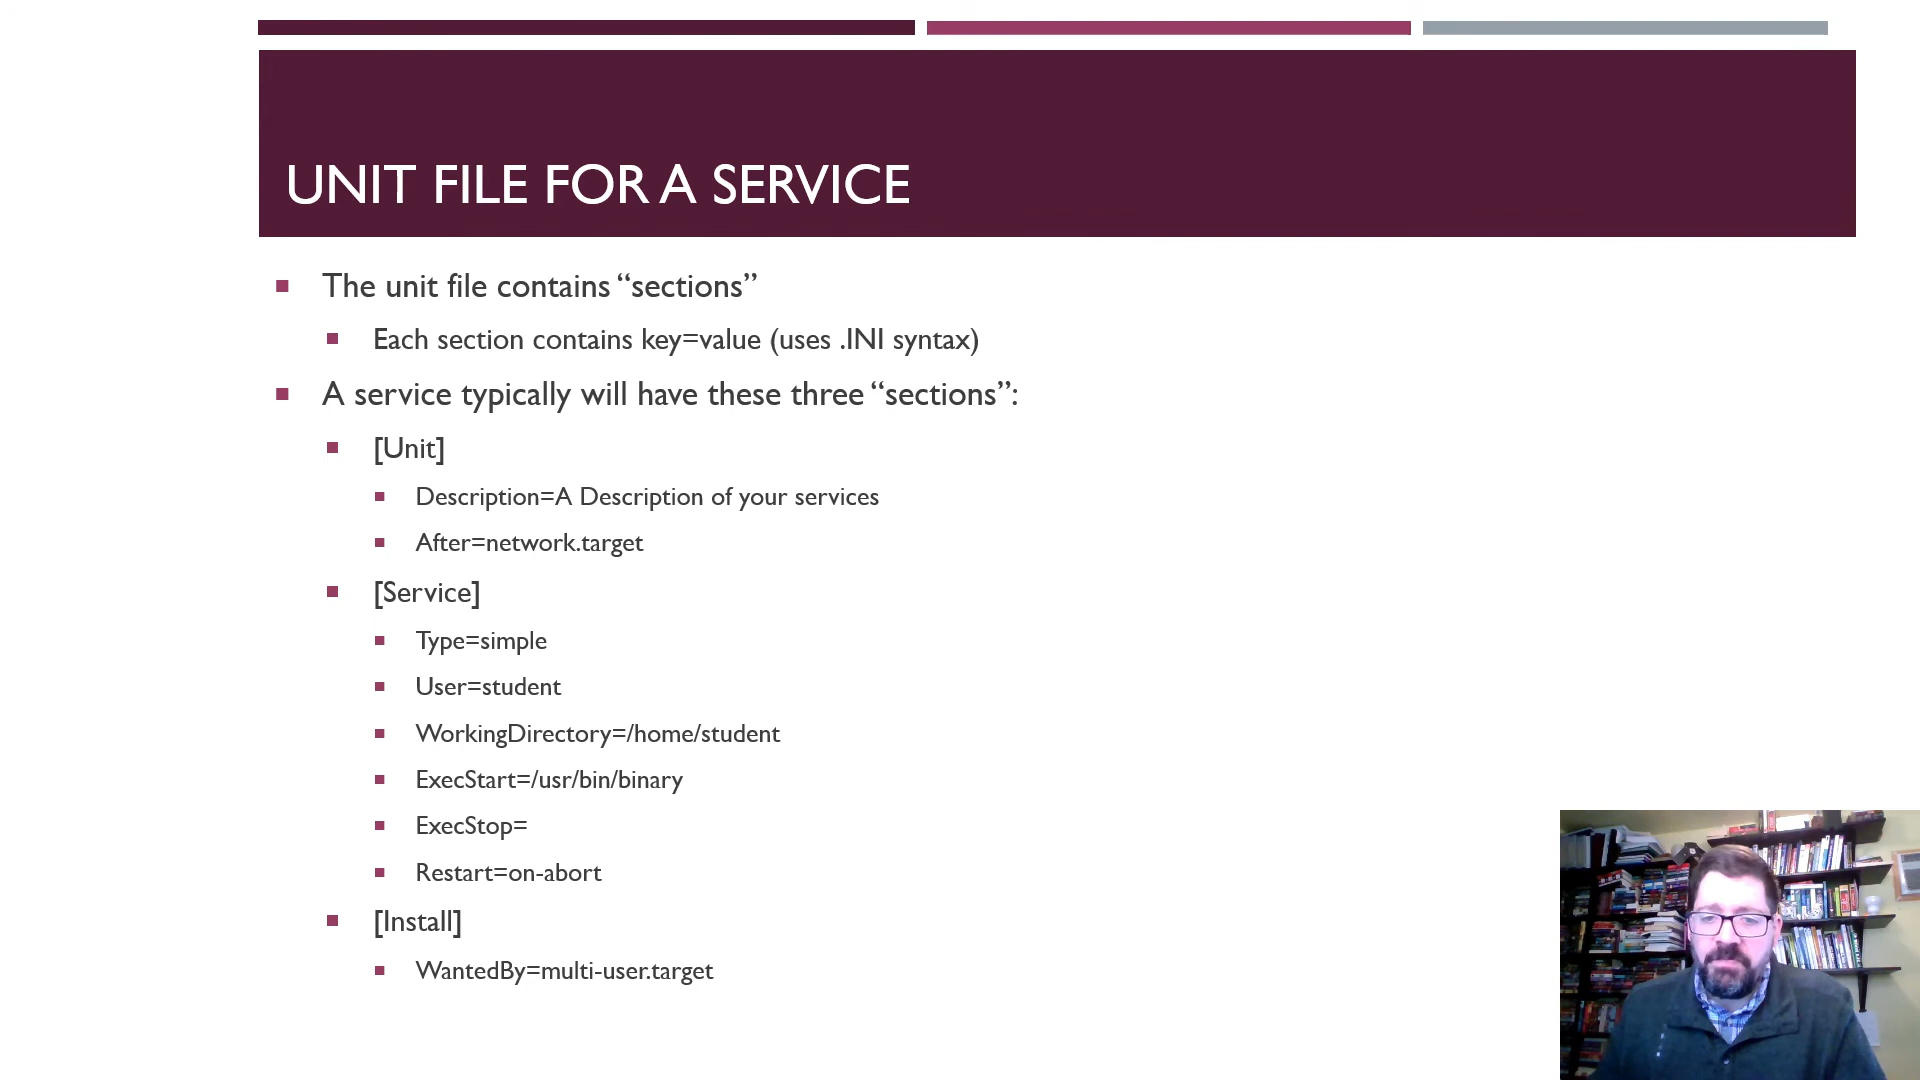 UNIT FILE FOR A SERVICE
The unit file contains “sections”
Each section contains key=value (uses .INI syntax)
A service typically will have these three “sections”:
[Unit]
Description=A Description of your services
After=network.target
[Service]
Type=simple
User=student
WorkingDirectory=/home/student
ExecStart=/usr/bin/binary
ExecStop=
Restart=on-abort
[Install]
WantedBy=multi-user.target